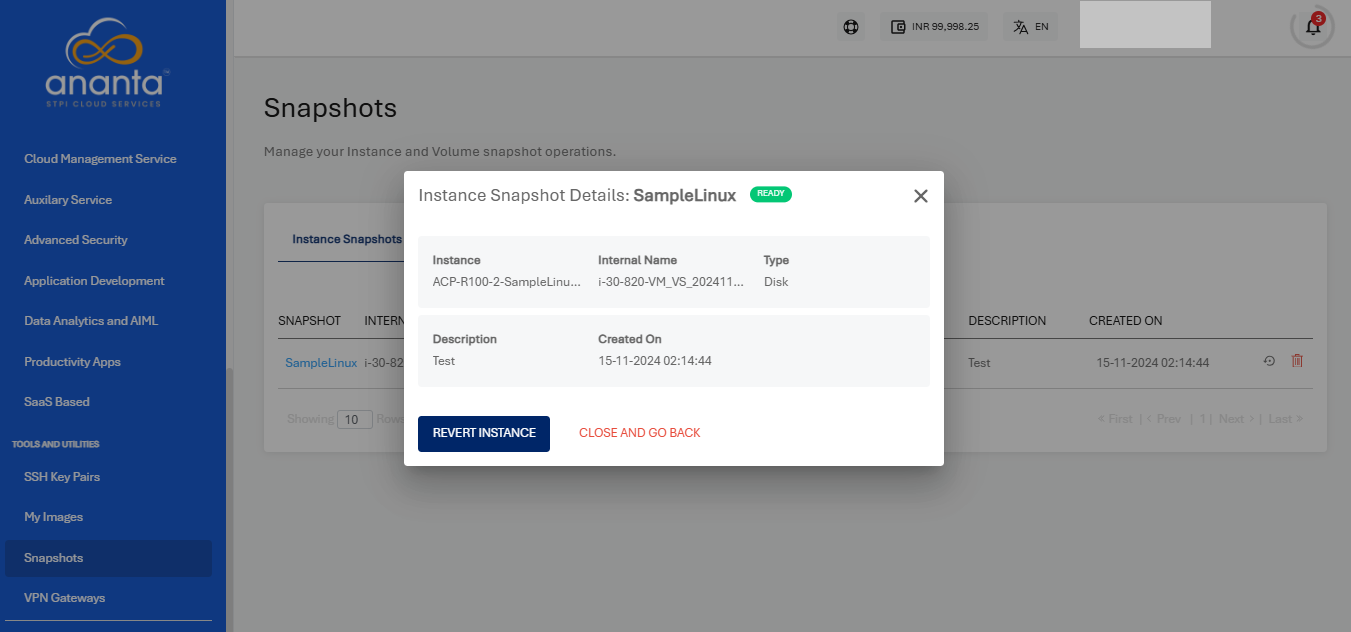 ananta
STPI CLOUD SERVICES
Cloud Management Service
Auxilary Service
Advanced Security
Application Development
Data Analytics and AIML
Productivity Apps
SaaS Based
TOOLS AND UTILITIES
SSH Key Pairs
My Images
Snapshots
VPN Gateways
INR 99,998.25
EN
3
Snapshots
Manage your Instance and Volume snapshot operations.
Instance Snapshots
SNAPSHOT INTERN DESCRIPTION CREATED ON
SampleLinux i-30-82 Test 15-11-2024 02:14:44
Showing 10 Rows < First | < Prev | 1 | Next > | Last >
Instance Snapshot Details: SampleLinux READY
Instance Internal Name Type
ACP-R100-2-SampleLinu... i-30-820-VM_VS_202411... Disk
Description Created On
Test 15-11-2024 02:14:44
REVERT INSTANCE CLOSE AND GO BACK